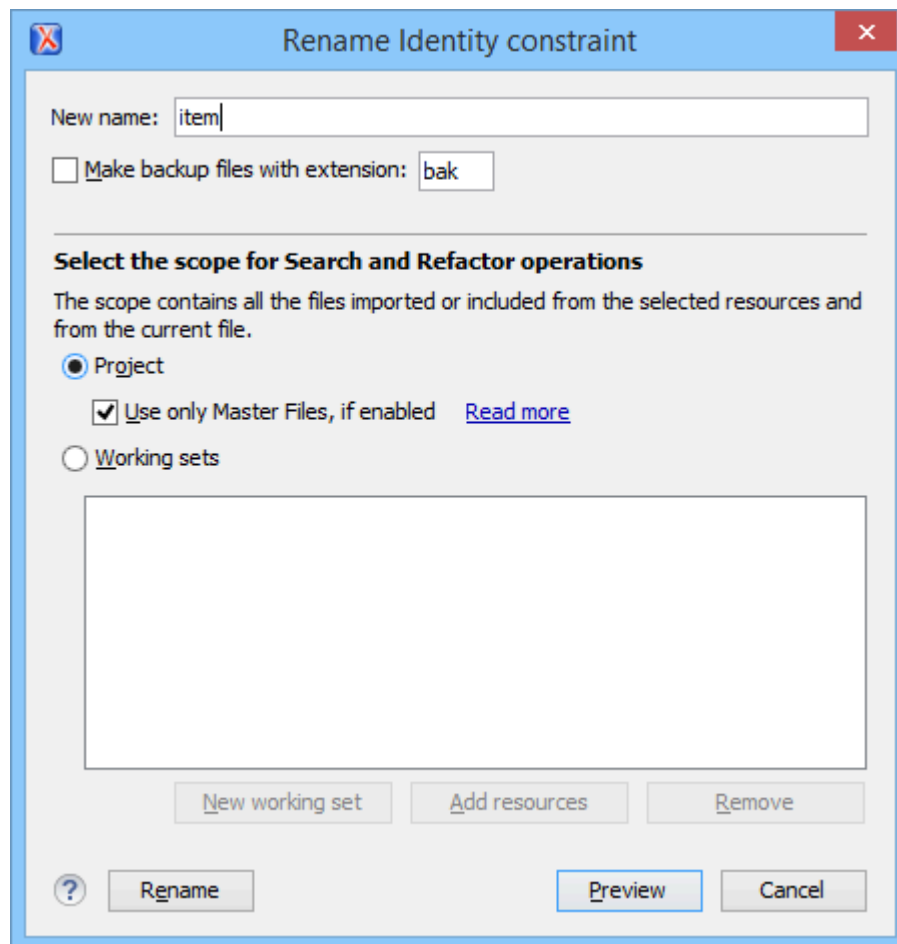 Rename Identity constraint
New name: item
Make backup files with extension: bak
Select the scope for Search and Refactor operations
The scope contains all the files imported or included from the selected resources and
from the current file.
Project
Use only Master Files, if enabled Read more
Working sets
New working set Add resources Remove
? Rename Preview Cancel